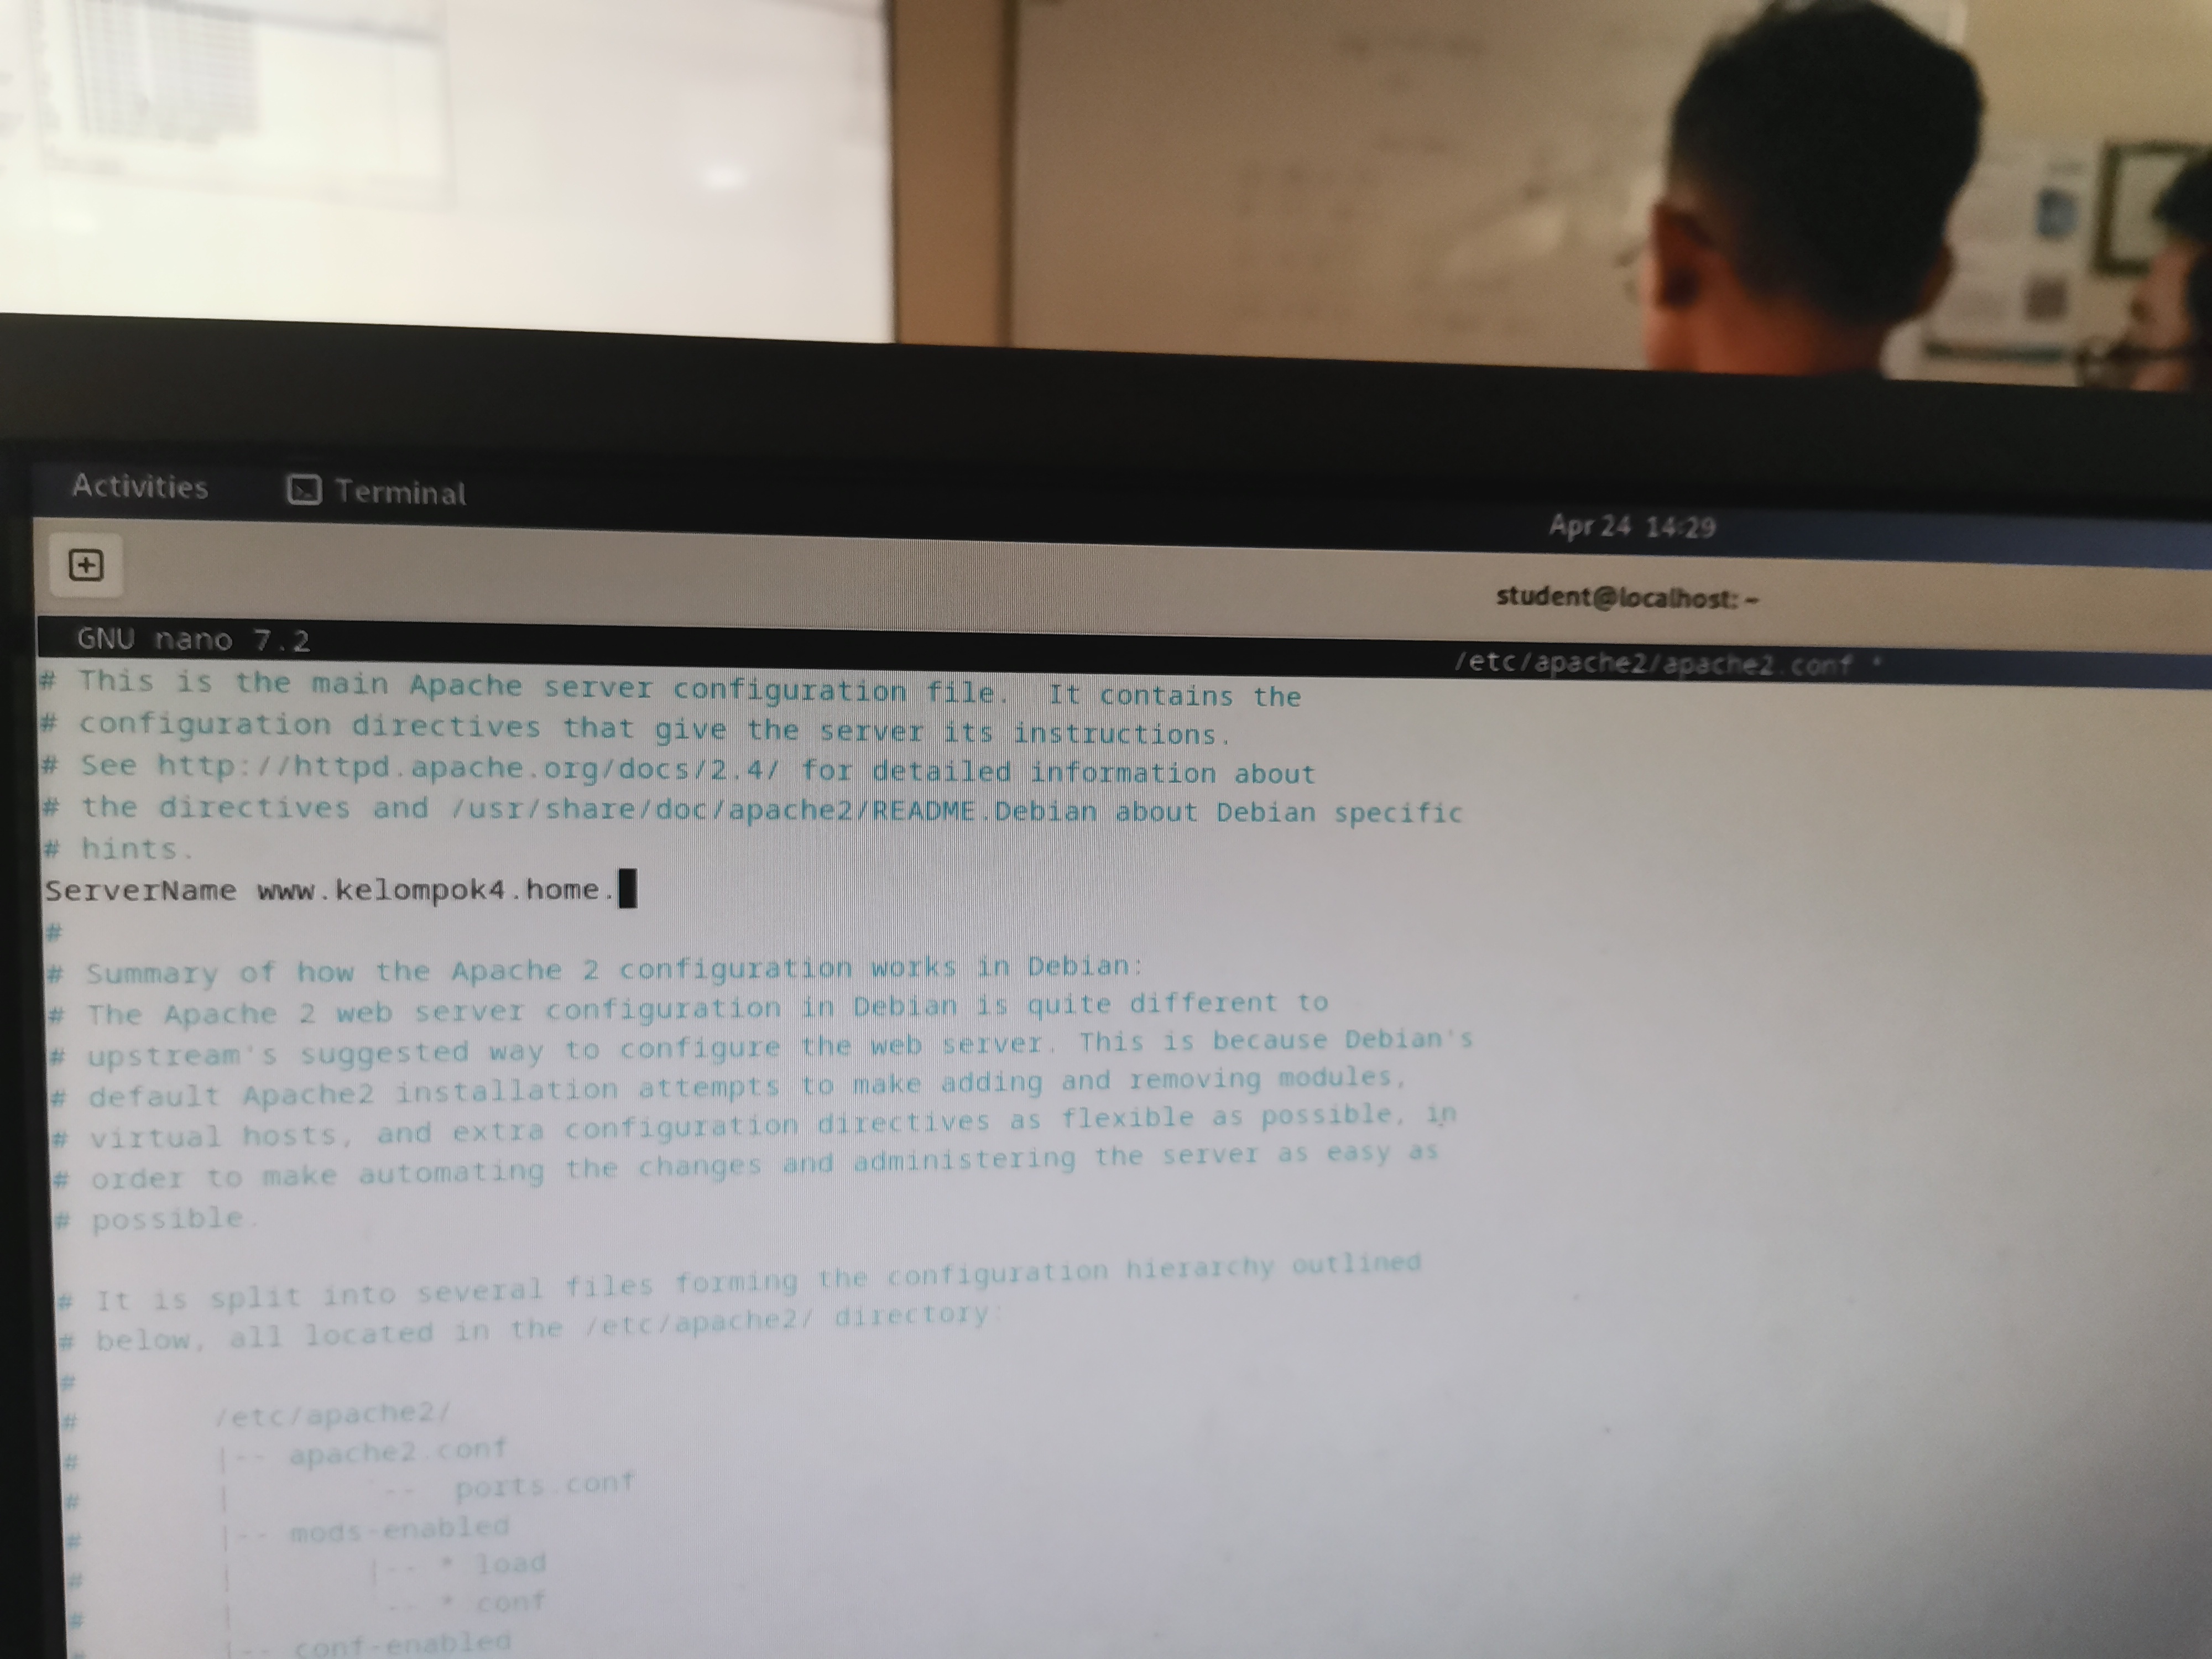 Activities Terminal
Apr 24 14:29
student@localhost: ~
GNU nano 7.2 /etc/apache2/apache2.conf *
# This is the main Apache server configuration file.  It contains the
# configuration directives that give the server its instructions.
# See http://httpd.apache.org/docs/2.4/ for detailed information about
# the directives and /usr/share/doc/apache2/README.Debian about Debian specific
# hints.
ServerName www.kelompok4.home.
#
# Summary of how the Apache 2 configuration works in Debian:
# The Apache 2 web server configuration in Debian is quite different to
# upstream's suggested way to configure the web server. This is because Debian's
# default Apache2 installation attempts to make adding and removing modules,
# virtual hosts, and extra configuration directives as flexible as possible, in
# order to make automating the changes and administering the server as easy as
# possible.
# It is split into several files forming the configuration hierarchy outlined
# below, all located in the /etc/apache2/ directory:
#
#       /etc/apache2/
#       |-- apache2.conf
#       |       `--  ports.conf
#       |-- mods-enabled
#       |       |-- *.load
#       |       `-- *.conf
#       |-- conf-enabled